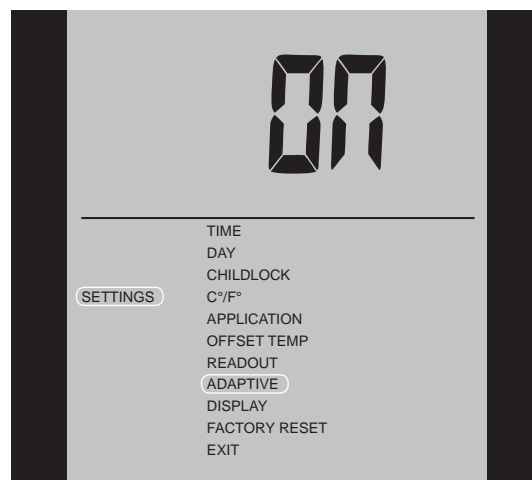 ON
TIME
DAY
CHILDLOCK
SETTINGS C°/F°
APPLICATION
OFFSET TEMP
READOUT
ADAPTIVE
DISPLAY
FACTORY RESET
EXIT